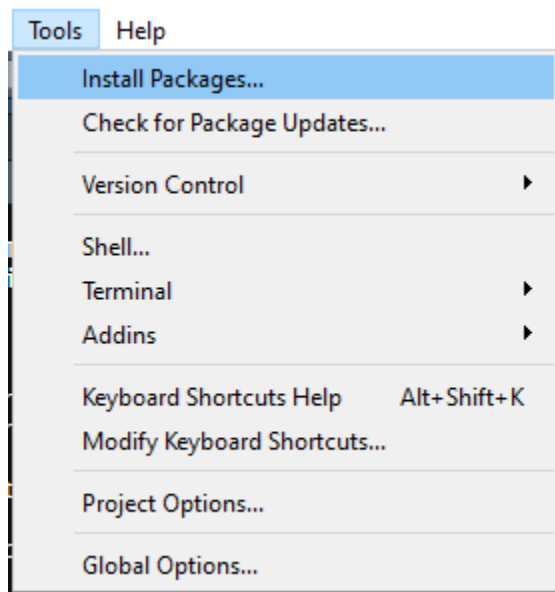 Tools Help
Install Packages...
Check for Package Updates...
Version Control
Shell...
Terminal
Addins
Keyboard Shortcuts Help Alt+Shift+K
Modify Keyboard Shortcuts...
Project Options...
Global Options...